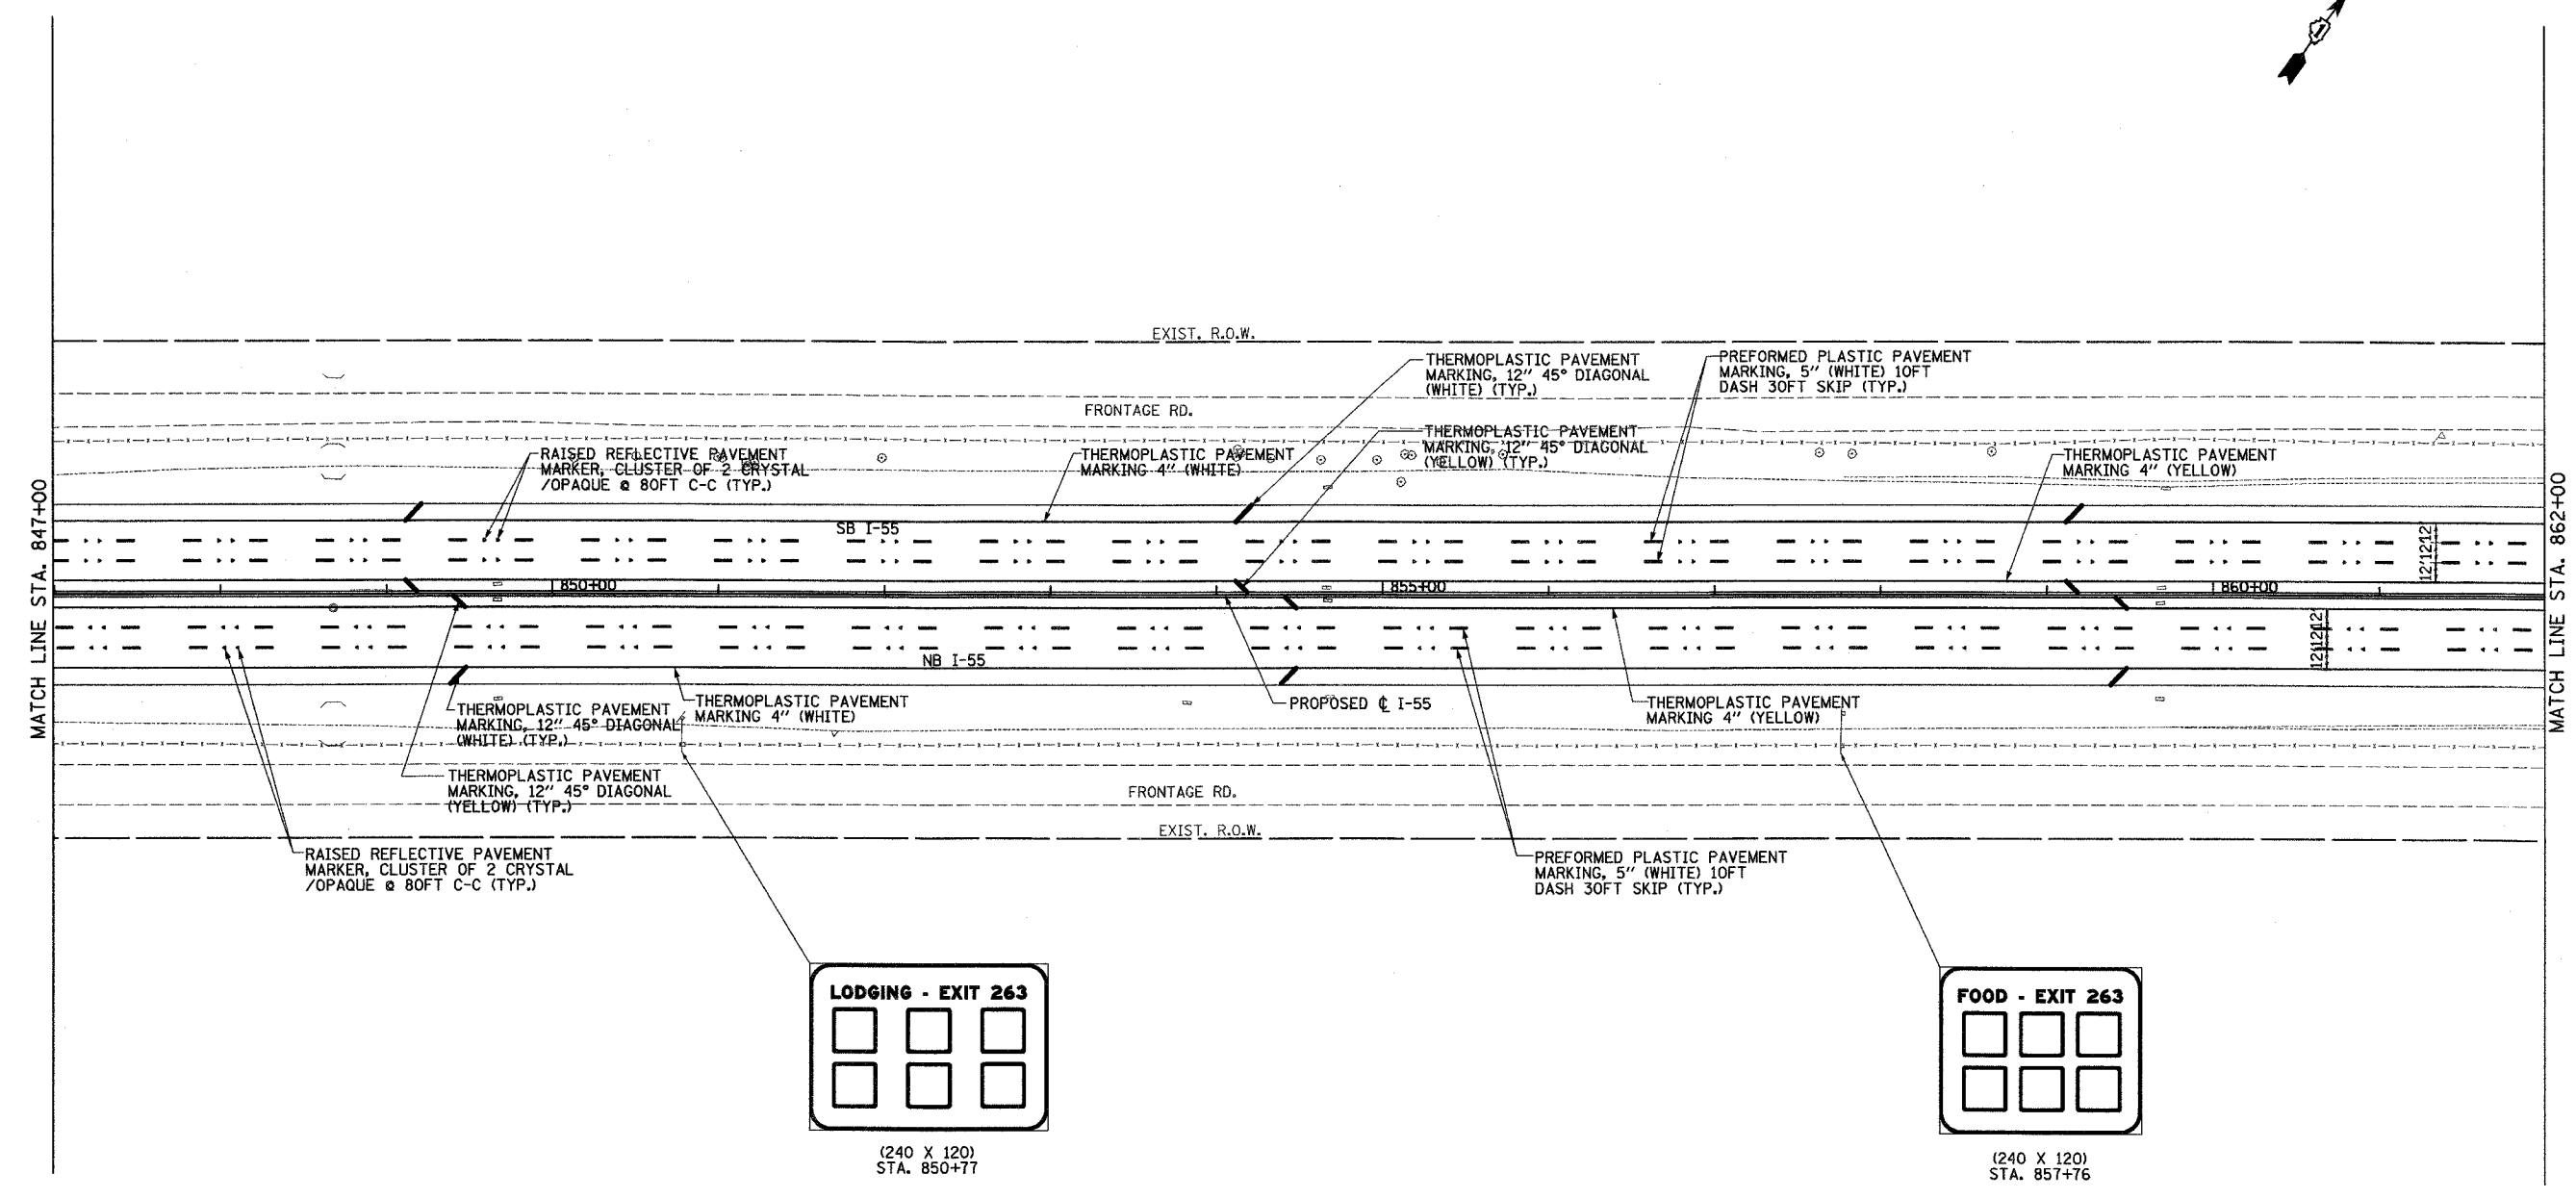 EXIST. R.O.W.
THERMOPLASTIC PAVEMENT
MARKING, 12" 45° DIAGONAL
(WHITE) (TYP.)
PREFORMED PLASTIC PAVEMENT
MARKING, 5" (WHITE) 10FT
DASH 30FT SKIP (TYP.)
FRONTAGE RD.
THERMOPLASTIC PAVEMENT
MARKING, 12" 45° DIAGONAL
(YELLOW) (TYP.)
RAISED REFLECTIVE PAVEMENT
MARKER, CLUSTER OF 2 CRYSTAL
/OPAQUE @ 80FT C-C (TYP.)
THERMOPLASTIC PAVEMENT
MARKING 4" (WHITE)
THERMOPLASTIC PAVEMENT
MARKING 4" (YELLOW)
MATCH LINE STA. 847+00
MATCH LINE STA. 862+00
SB I-55
12'12'12'
850+00
855+00
860+00
12'12'12'
NB I-55
THERMOPLASTIC PAVEMENT
MARKING, 12" 45° DIAGONAL
(WHITE) (TYP.)
THERMOPLASTIC PAVEMENT
MARKING 4" (WHITE)
PROPOSED ℄ I-55
THERMOPLASTIC PAVEMENT
MARKING 4" (YELLOW)
THERMOPLASTIC PAVEMENT
MARKING, 12" 45° DIAGONAL
(YELLOW) (TYP.)
FRONTAGE RD.
EXIST. R.O.W.
RAISED REFLECTIVE PAVEMENT
MARKER, CLUSTER OF 2 CRYSTAL
/OPAQUE @ 80FT C-C (TYP.)
PREFORMED PLASTIC PAVEMENT
MARKING, 5" (WHITE) 10FT
DASH 30FT SKIP (TYP.)
LODGING - EXIT 263
(240 X 120)
STA. 850+77
FOOD - EXIT 263
(240 X 120)
STA. 857+76